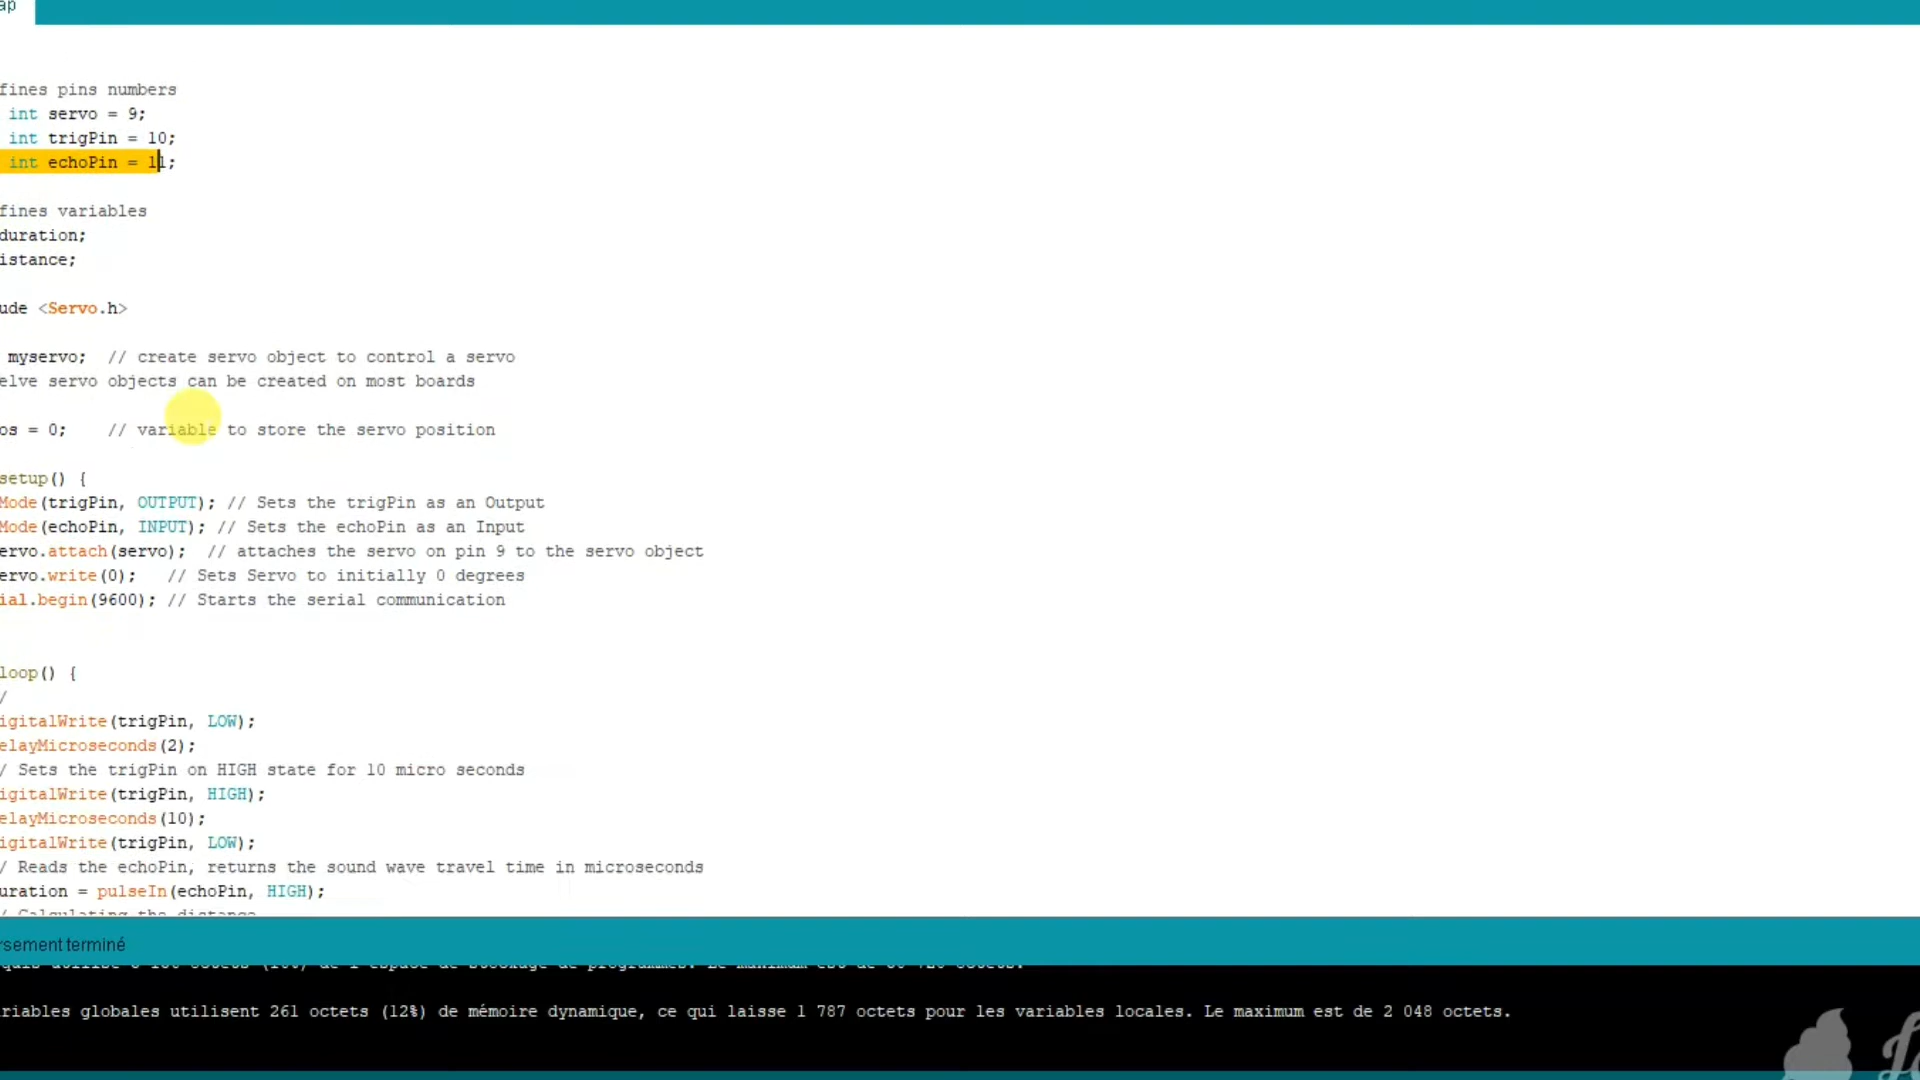 ap
fines pins numbers
int servo = 9;
int trigPin = 10;
int echoPin = 11;
fines variables
duration;
istance;
ude <Servo.h>
myservo;  // create servo object to control a servo
elve servo objects can be created on most boards
os = 0;    // variable to store the servo position
setup() {
Mode(trigPin, OUTPUT); // Sets the trigPin as an Output
Mode(echoPin, INPUT); // Sets the echoPin as an Input
ervo.attach(servo);  // attaches the servo on pin 9 to the servo object
ervo.write(0);   // Sets Servo to initially 0 degrees
ial.begin(9600); // Starts the serial communication
loop() {
/
igitalWrite(trigPin, LOW);
elayMicroseconds(2);
/ Sets the trigPin on HIGH state for 10 micro seconds
igitalWrite(trigPin, HIGH);
elayMicroseconds(10);
igitalWrite(trigPin, LOW);
/ Reads the echoPin, returns the sound wave travel time in microseconds
uration = pulseIn(echoPin, HIGH);
/ Calculating the distance
rsement terminé
riables globales utilisent 261 octets (12%) de mémoire dynamique, ce qui laisse 1 787 octets pour les variables locales. Le maximum est de 2 048 octets.